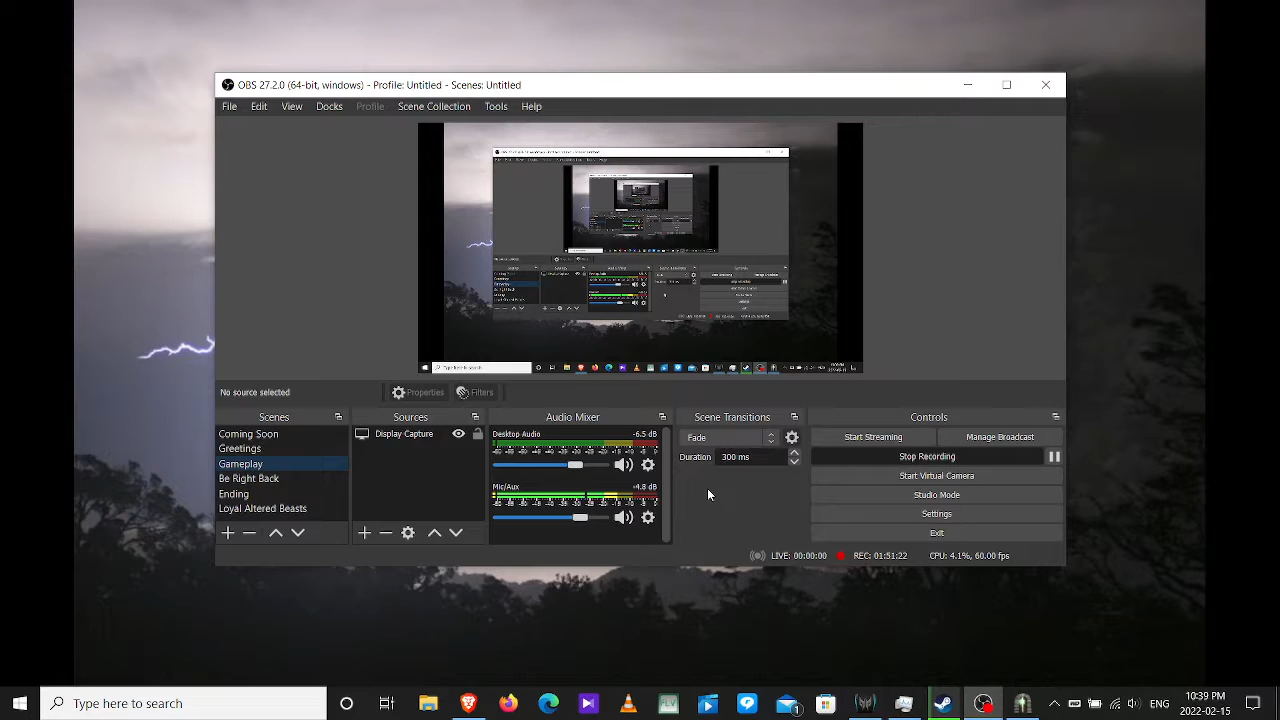 OBS 27.2.0 (64-bit, windows) - Profile: Untitled - Scenes: Untitled
File Edit View Docks Profile Scene Collection Tools Help
No source selected Properties Filters
Scenes Sources Audio Mixer Scene Transitions Controls
Coming Soon
Greetings
Gameplay
Be Right Back
Ending
Loyal Altered Beasts
Display Capture
Desktop Audio -6.5 dB
Mic/Aux -4.8 dB
Fade
Duration 300 ms
Start Streaming Manage Broadcast
Stop Recording
Start Virtual Camera
Studio Mode
Settings
Exit
LIVE: 00:00:00 REC: 01:51:22 CPU: 4.1%, 60.00 fps
Type here to search
FLV
1
10:39 PM
2022-02-15